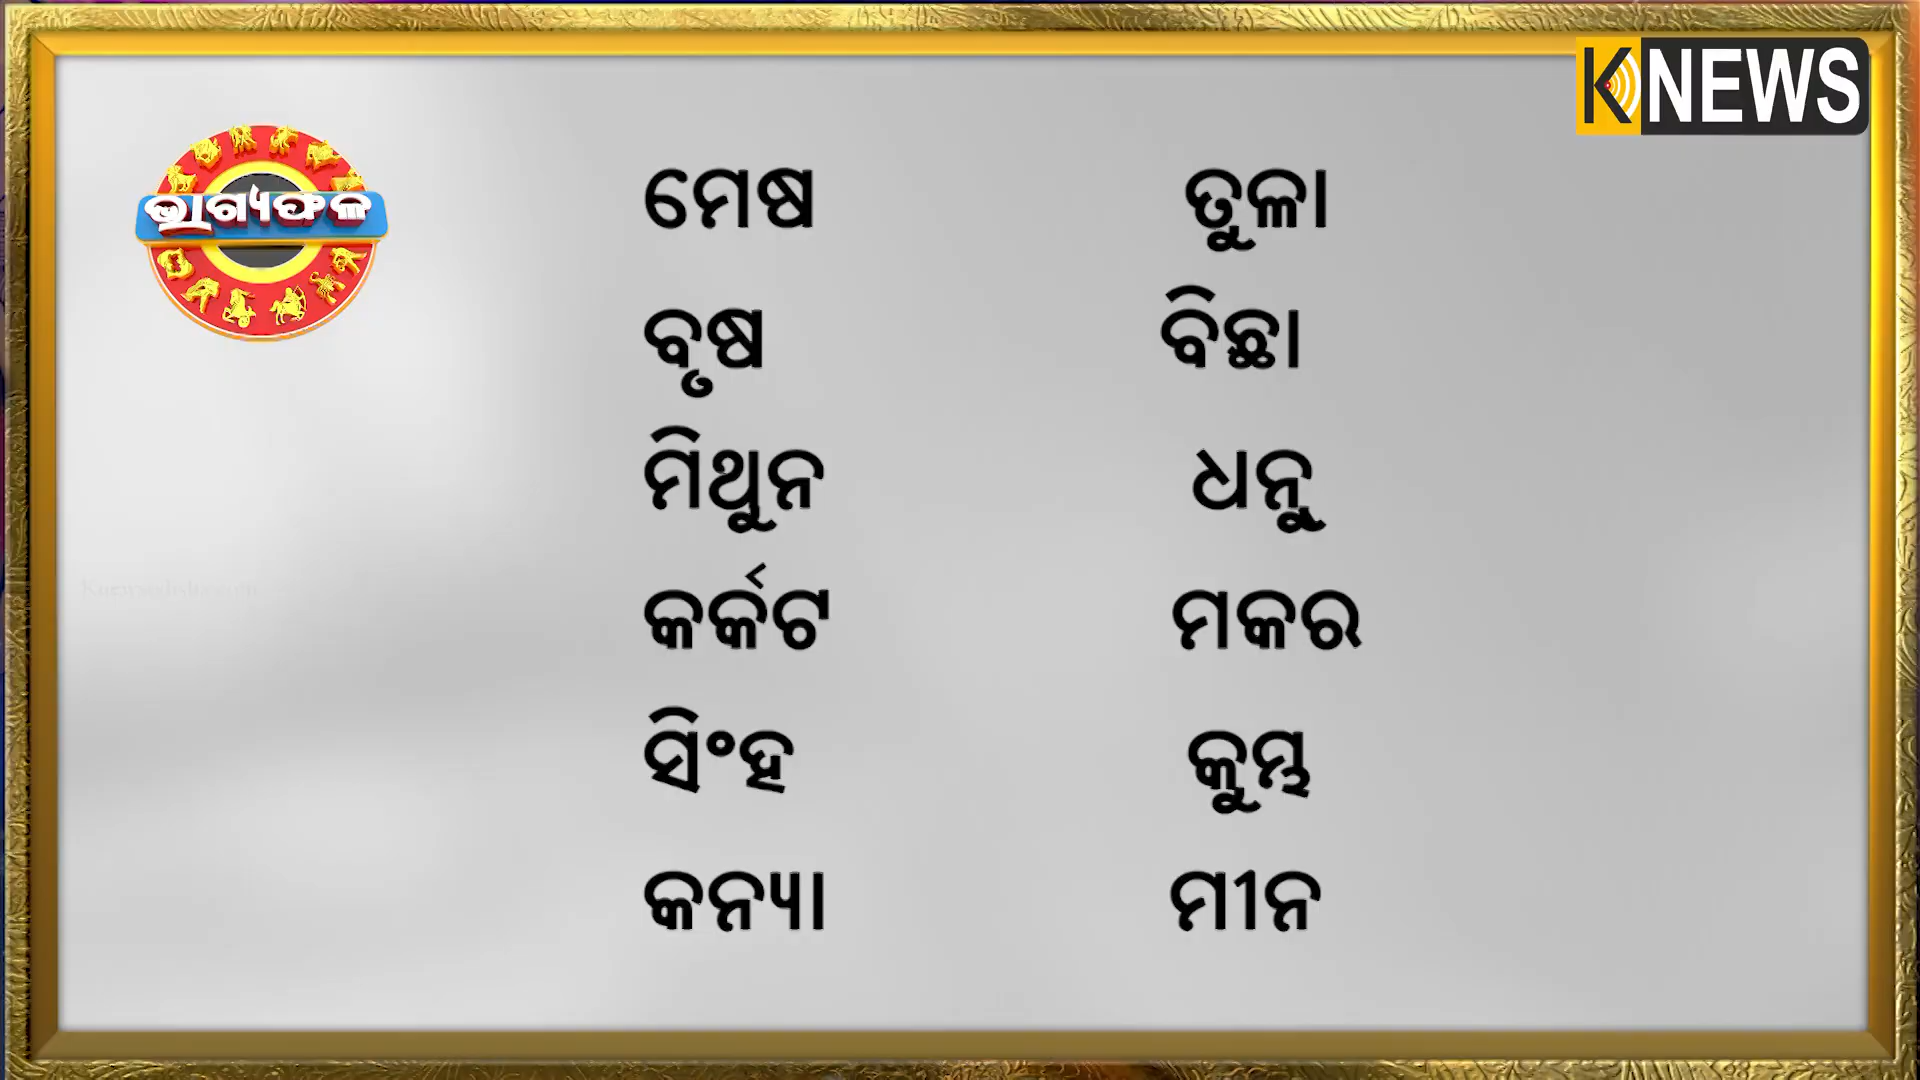 KNEWS
ଭାଗ୍ୟଫଳ
ମେଷ ତୁଳା
ବୃଷ ବିଛା
ମିଥୁନ ଧନୁ
କର୍କଟ ମକର
ସିଂହ କୁମ୍ଭ
କନ୍ୟା ମୀନ